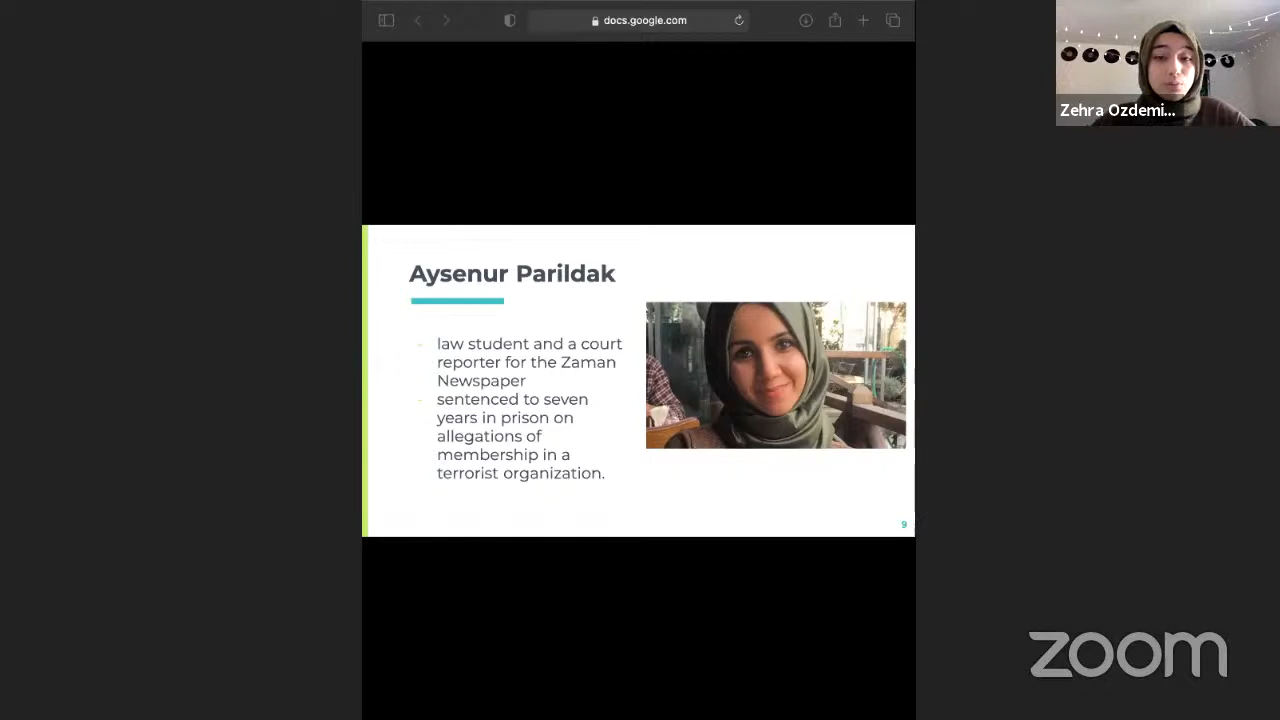 docs.google.com
Zehra Ozdemi...
Aysenur Parildak
- law student and a court
reporter for the Zaman
Newspaper
- sentenced to seven
years in prison on
allegations of
membership in a
terrorist organization.
9
zoom